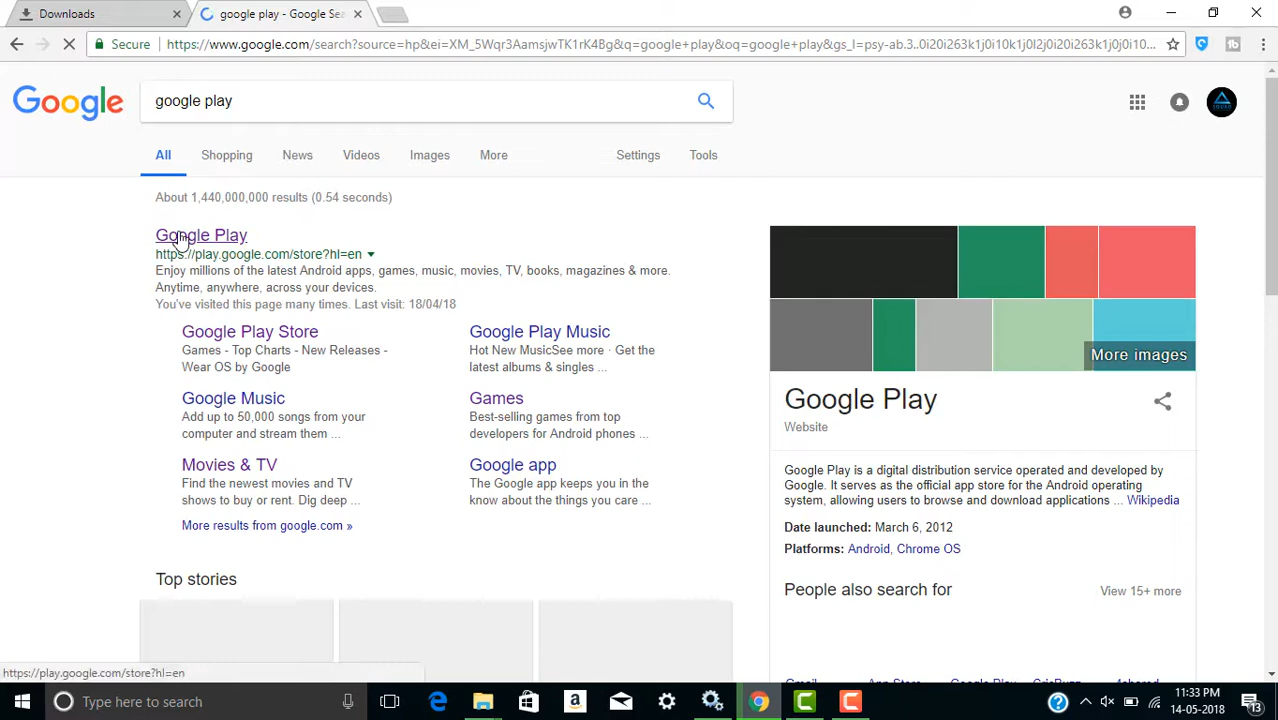 Downloads
google play - Google Sea
Secure
https://www.google.com/search?source=hp&ei=XM_5Wqr3AamsjwTK1rK4Bg&q=google+play&oq=google+play&gs_l=psy-ab.3..0i20i263k1j0i10k1j0l2j0i20i263k1j0i10...
Google
google play
All Shopping News Videos Images More Settings Tools
About 1,440,000,000 results (0.54 seconds)
Google Play
https://play.google.com/store?hl=en
Enjoy millions of the latest Android apps, games, music, movies, TV, books, magazines & more.
Anytime, anywhere, across your devices.
You've visited this page many times. Last visit: 18/04/18
Google Play Store
Games - Top Charts - New Releases -
Wear OS by Google
Google Play Music
Hot New MusicSee more · Get the
latest albums & singles ...
Google Music
Add up to 50,000 songs from your
computer and stream them ...
Games
Best-selling games from top
developers for Android phones ...
Movies & TV
Find the newest movies and TV
shows to buy or rent. Dig deep ...
Google app
The Google app keeps you in the
know about the things you care ...
More results from google.com »
Top stories
More images
Google Play
Website
Google Play is a digital distribution service operated and developed by
Google. It serves as the official app store for the Android operating
system, allowing users to browse and download applications ... Wikipedia
Date launched: March 6, 2012
Platforms: Android, Chrome OS
People also search for
View 15+ more
Gmail App Store Google Play CricBuzz 4shared
https://play.google.com/store?hl=en
Type here to search
11:33 PM
14-05-2018
13